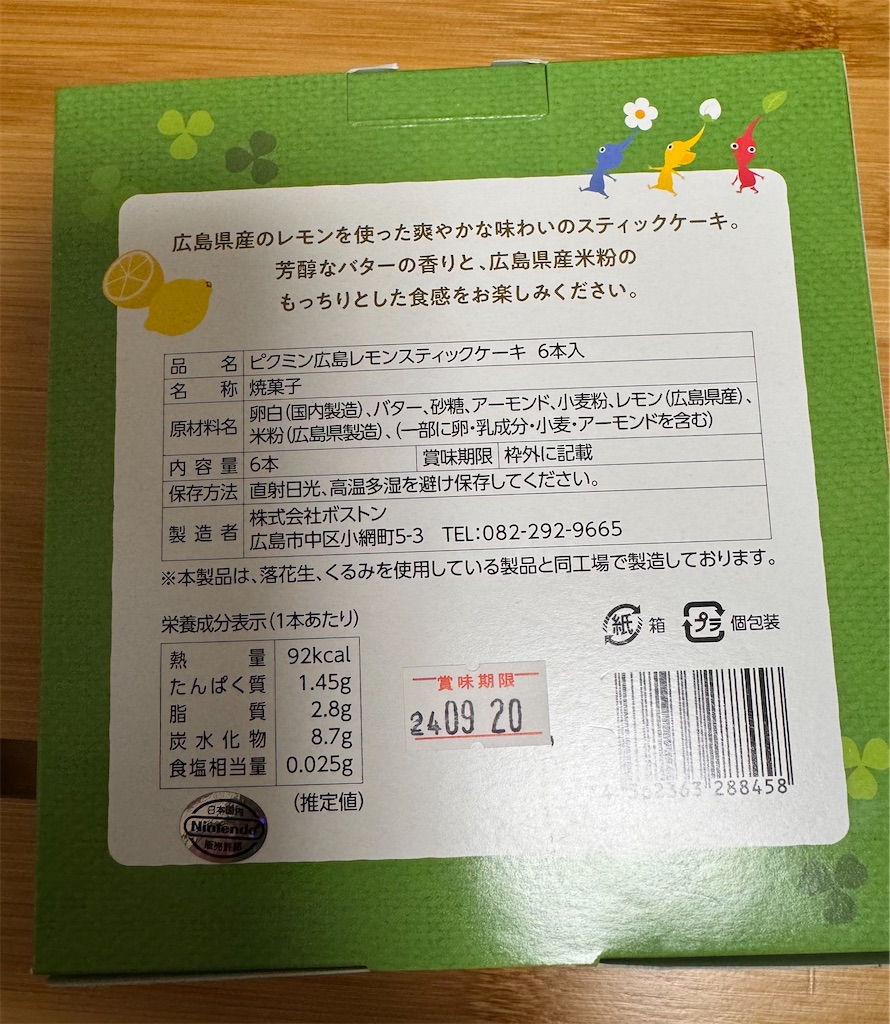 広島県産のレモンを使った爽やかな味わいのスティックケーキ。
芳醇なバターの香りと、広島県産米粉の
もっちりとした食感をお楽しみください。
品名 ピクミン広島レモンスティックケーキ 6本入
名称 焼菓子
原材料名 卵白(国内製造)、バター、砂糖、アーモンド、小麦粉、レモン(広島県産)、
米粉(広島県製造)、(一部に卵・乳成分・小麦・アーモンドを含む)
内容量 6本 賞味期限 枠外に記載
保存方法 直射日光、高温多湿を避け保存してください。
製造者 株式会社ボストン
広島市中区小網町5-3 TEL:082-292-9665
※本製品は、落花生、くるみを使用している製品と同工場で製造しております。
栄養成分表示(1本あたり)
熱量 92kcal
たんぱく質 1.45g
脂質 2.8g
炭水化物 8.7g
食塩相当量 0.025g
(推定値)
紙 箱 プラ 個包装
賞味期限
24 09 20
4 562363 288458
日本国内
Nintendo
販売許諾